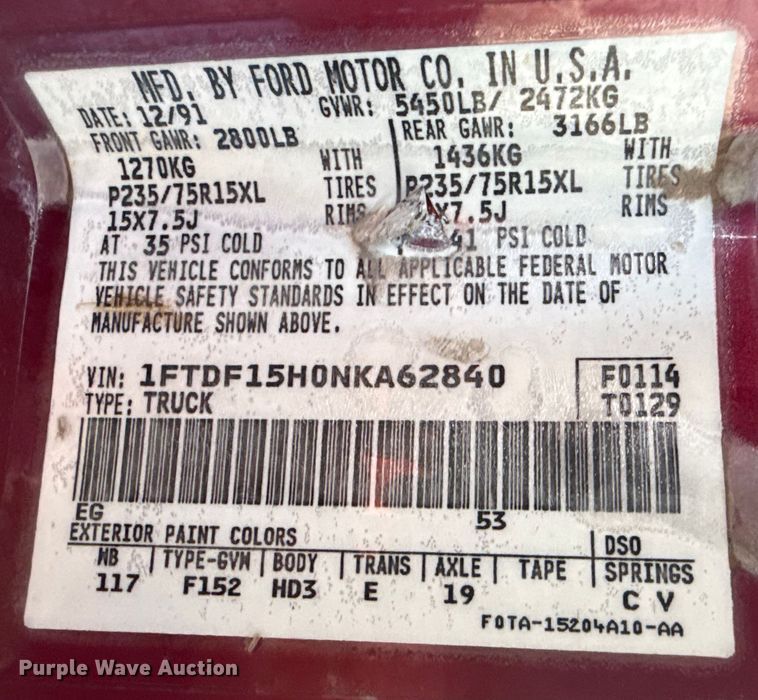 MFD. BY FORD MOTOR CO. IN U.S.A.
DATE: 12/91 GVWR: 5450LB/ 2472KG
FRONT GAWR: 2800LB REAR GAWR: 3166LB
1270KG WITH 1436KG WITH
P235/75R15XL TIRES P235/75R15XL TIRES
15X7.5J RIMS X7.5J RIMS
AT 35 PSI COLD 41 PSI COLD
THIS VEHICLE CONFORMS TO ALL APPLICABLE FEDERAL MOTOR
VEHICLE SAFETY STANDARDS IN EFFECT ON THE DATE OF
MANUFACTURE SHOWN ABOVE.
VIN: 1FTDF15H0NKA62840 F0114
TYPE: TRUCK T0129
EG 53
EXTERIOR PAINT COLORS DSO
WB TYPE-GVW BODY TRANS AXLE TAPE SPRINGS
117 F152 HD3 E 19 C V
F0TA-15204A10-AA
Purple Wave Auction